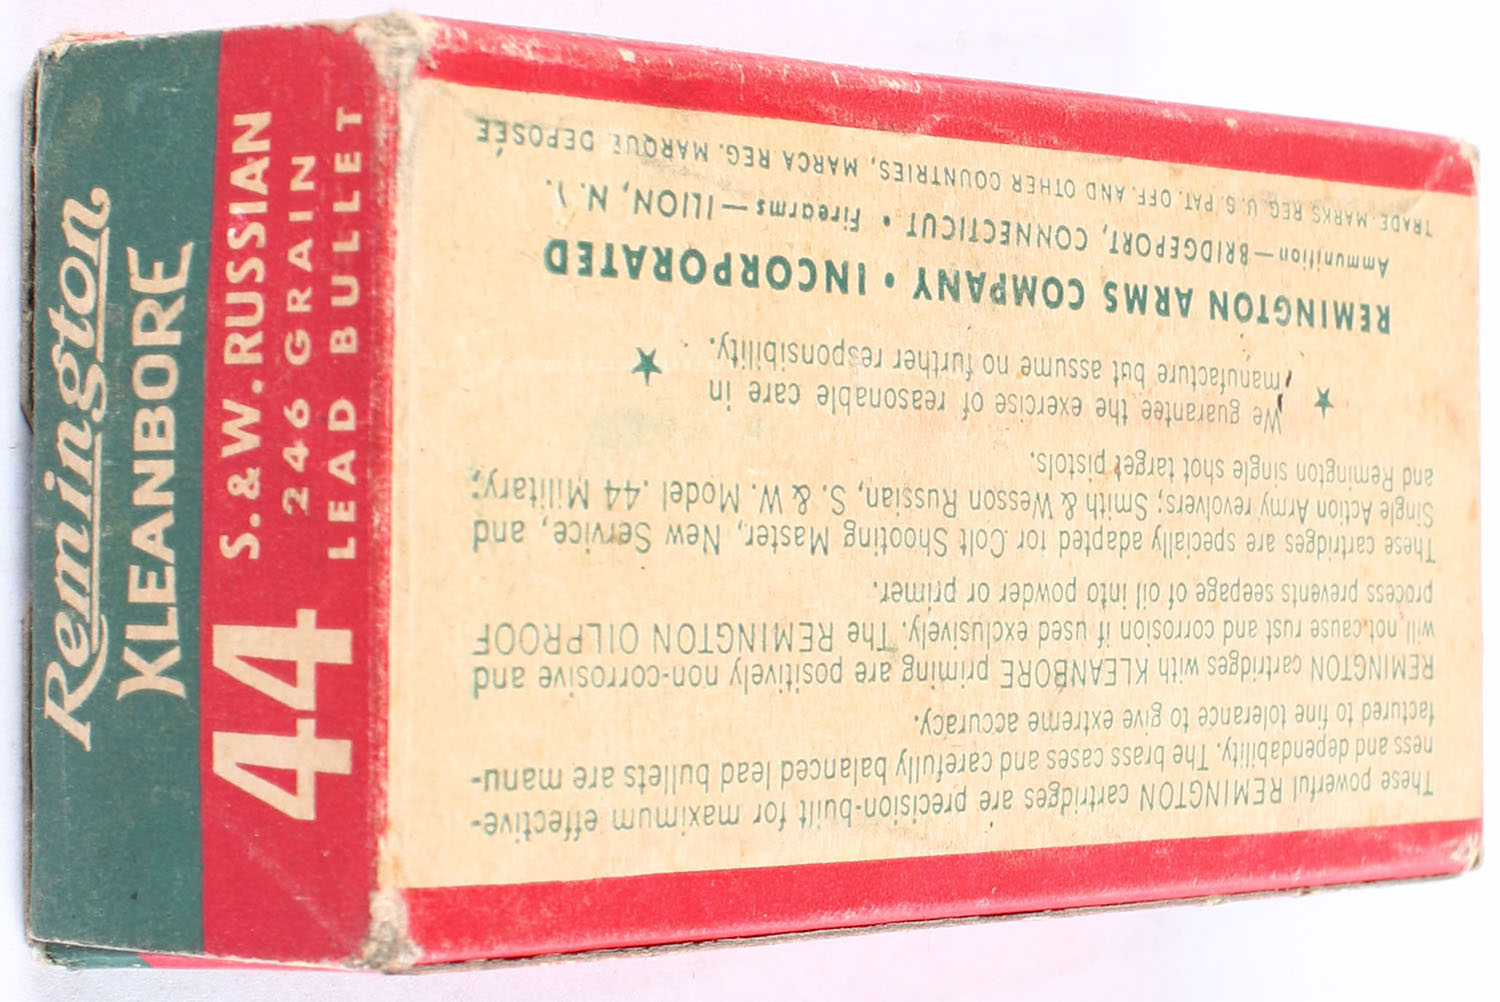 Remington
KLEANBORE
44 S. & W. RUSSIAN
246 GRAIN
LEAD BULLET
These powerful REMINGTON cartridges are precision-built for maximum effective-
ness and dependability. The brass cases and carefully balanced lead bullets are manu-
factured to fine tolerance to give extreme accuracy.
REMINGTON cartridges with KLEANBORE priming are positively non-corrosive and
will not cause rust and corrosion if used exclusively. The REMINGTON OILPROOF
process prevents seepage of oil into powder or primer.
These cartridges are specially adapted for Colt Shooting Master, New Service, and
Single Action Army revolvers; Smith & Wesson Russian, S. & W. Model .44 Military;
and Remington single shot target pistols.
We guarantee the exercise of reasonable care in
manufacture but assume no further responsibility.
REMINGTON ARMS COMPANY • INCORPORATED
Ammunition—BRIDGEPORT, CONNECTICUT • Firearms—ILION, N. Y.
TRADE-MARKS REG. U.S. PAT. OFF. AND OTHER COUNTRIES, MARCA REG. MARQUE DEPOSÉE